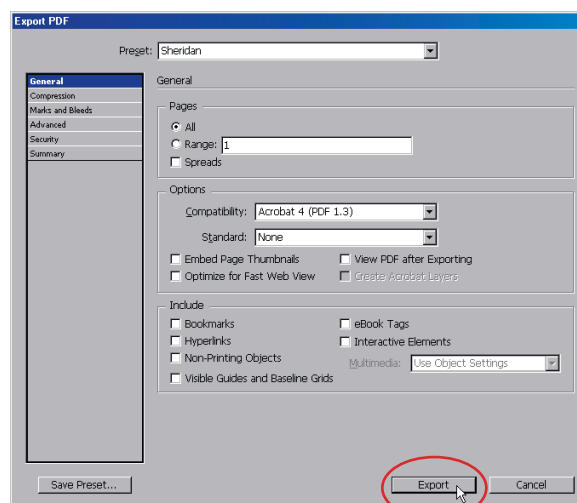 Export PDF
Preset: Sheridan
General
Compression
Marks and Bleeds
Advanced
Security
Summary
General
Pages
All
Range: 1
Spreads
Options
Compatibility: Acrobat 4 (PDF 1.3)
Standard: None
Embed Page Thumbnails View PDF after Exporting
Optimize for Fast Web View Create Acrobat Layers
Include
Bookmarks eBook Tags
Hyperlinks Interactive Elements
Non-Printing Objects Multimedia: Use Object Settings
Visible Guides and Baseline Grids
Save Preset... Export Cancel